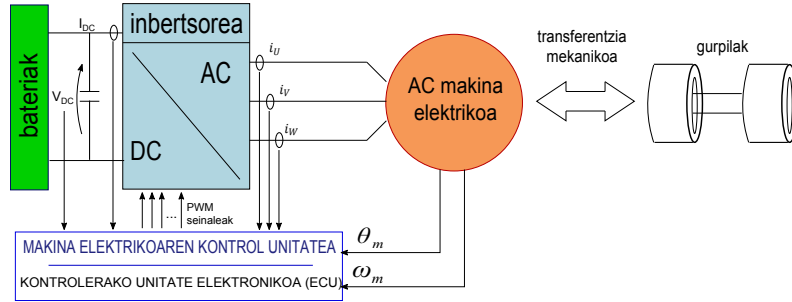 bateriak
I_DC
V_DC
inbertsorea
AC
DC
i_U
i_V
i_W
AC makina
elektrikoa
transferentzia
mekanikoa
gurpilak
...
PWM
seinaleak
MAKINA ELEKTRIKOAREN KONTROL UNITATEA
KONTROLERAKO UNITATE ELEKTRONIKOA (ECU)
θ_m
ω_m